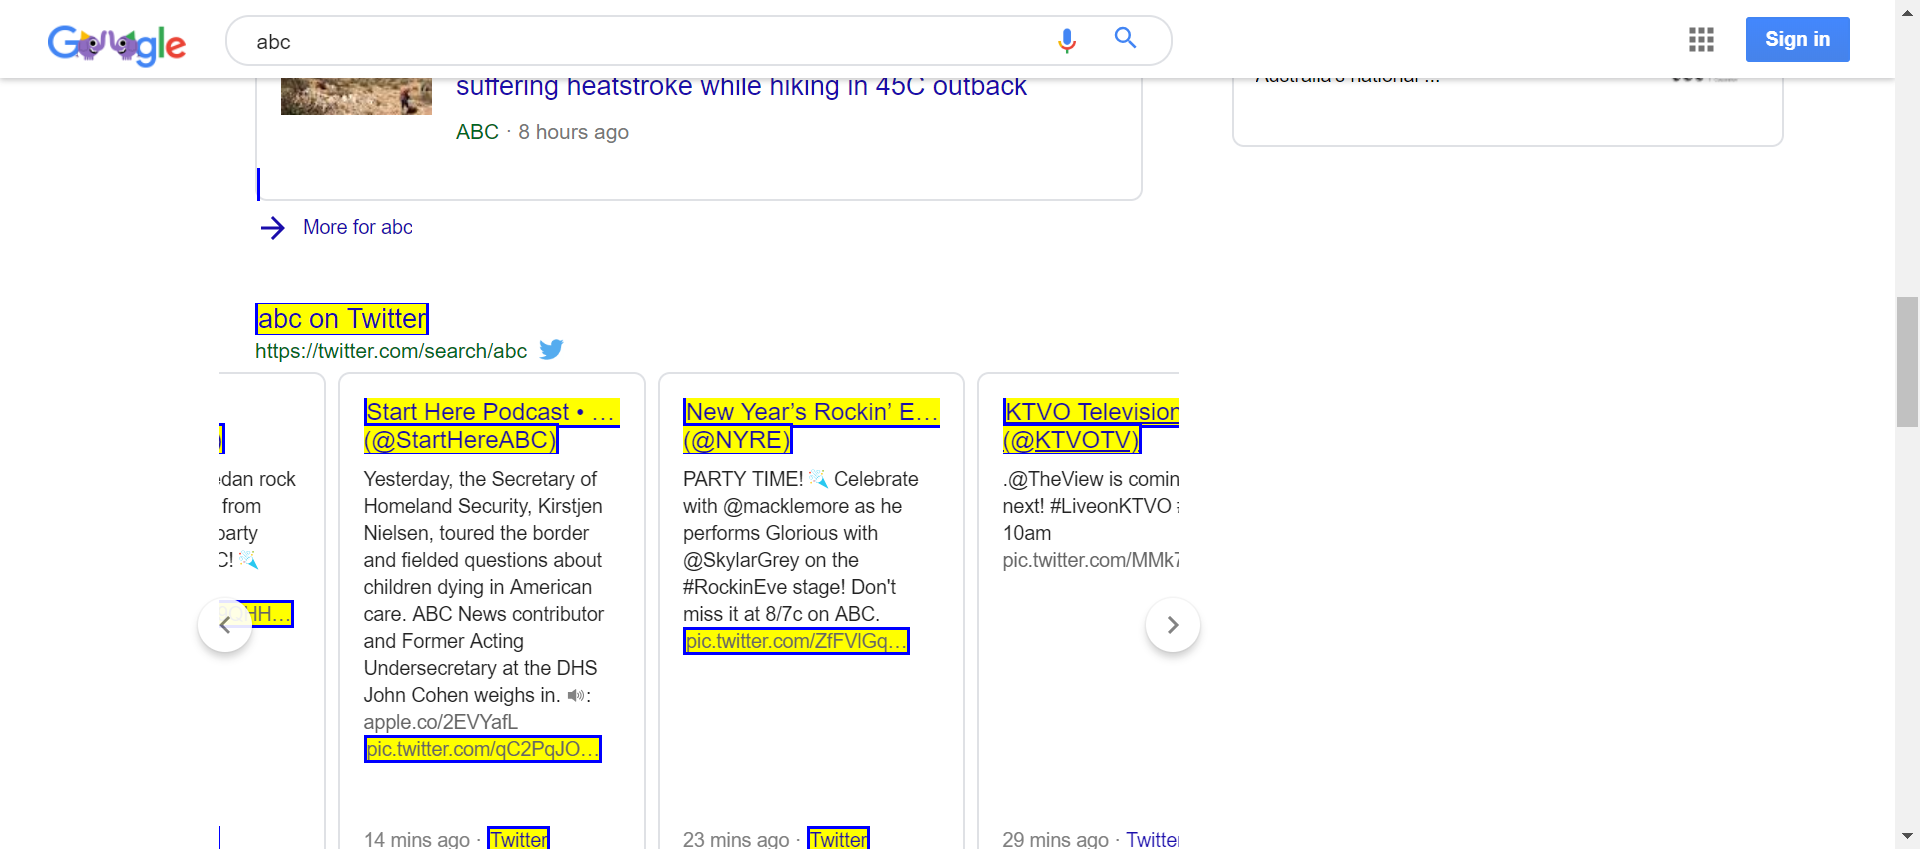 Google
abc
Sign in
suffering heatstroke while hiking in 45C outback
Australia's national ...
ABC · 8 hours ago
More for abc
abc on Twitter
https://twitter.com/search/abc
)
dan rock
from
party
C!
HH...
Start Here Podcast • ...
(@StartHereABC)
Yesterday, the Secretary of
Homeland Security, Kirstjen
Nielsen, toured the border
and fielded questions about
children dying in American
care. ABC News contributor
and Former Acting
Undersecretary at the DHS
John Cohen weighs in. 🔊:
apple.co/2EVYafL
pic.twitter.com/qC2PqJO...
14 mins ago · Twitter
New Year’s Rockin’ E...
(@NYRE)
PARTY TIME! 🎉 Celebrate
with @macklemore as he
performs Glorious with
@SkylarGrey on the
#RockinEve stage! Don't
miss it at 8/7c on ABC.
pic.twitter.com/ZfFVlGq...
23 mins ago · Twitter
KTVO Television
(@KTVOTV)
.@TheView is comin
next! #LiveonKTVO
10am
pic.twitter.com/MMk7
29 mins ago · Twitter